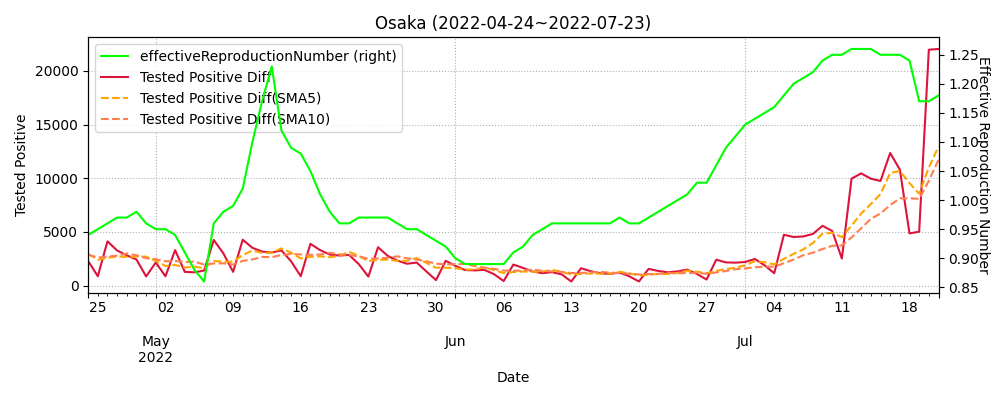 Osaka (2022-04-24~2022-07-23)
effectiveReproductionNumber (right)
Tested Positive Diff
Tested Positive Diff(SMA5)
Tested Positive Diff(SMA10)
Tested Positive
20000
15000
10000
5000
0
1.25
1.20
1.15
1.10
1.05
1.00
0.95
0.90
0.85
Effective Reproduction Number
25 02 09 16 23 30 06 13 20 27 04 11 18
May Jun Jul
2022
Date